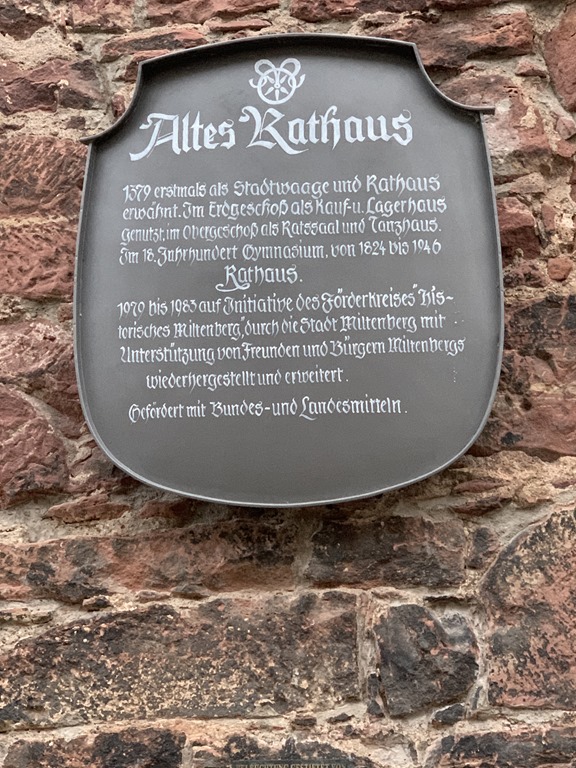 Altes Rathaus
1379 erstmals als Stadtwaage und Rathaus
erwähnt. Im Erdgeschoß als Kauf-u. Lagerhaus
genutzt, im Obergeschoß als Ratssaal und Tanzhaus.
Im 18. Jahrhundert Gymnasium, von 1824 bis 1946
Rathaus.
1979 bis 1983 auf Initiative des Förderkreises "His-
torisches Miltenberg," durch die Stadt Miltenberg mit
Unterstützung von Freunden und Bürgern Miltenbergs
wiederhergestellt und erweitert.
Gefördert mit Bundes- und Landesmitteln.
BELEUCHTUNG GESTIFTET VON